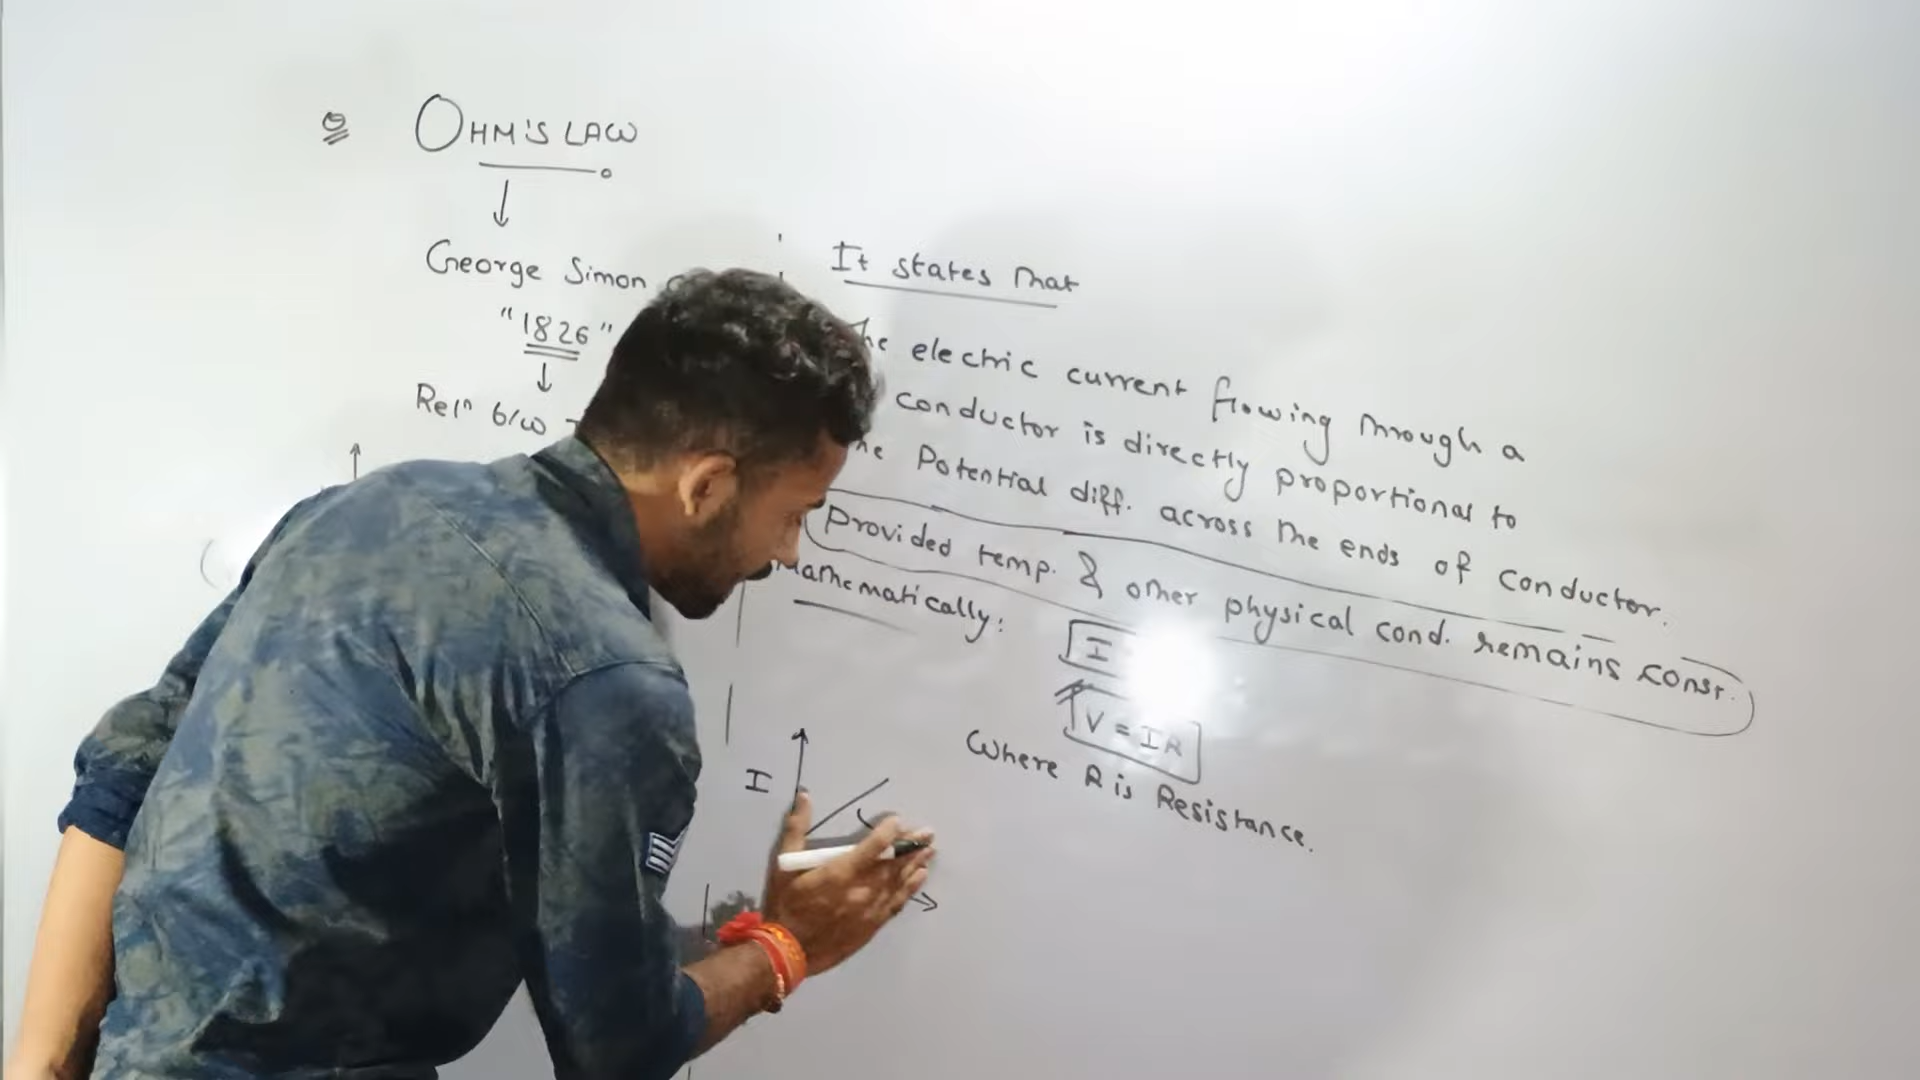 OHM'S LAW
George Simon
"1826"
Reln b/w
It states that
electric current flowing through a
conductor is directly proportional to
Potential diff. across the ends of conductor.
Provided temp. & other physical cond. remains const.
Mathematically:
I
V = IR
Where R is Resistance.
I